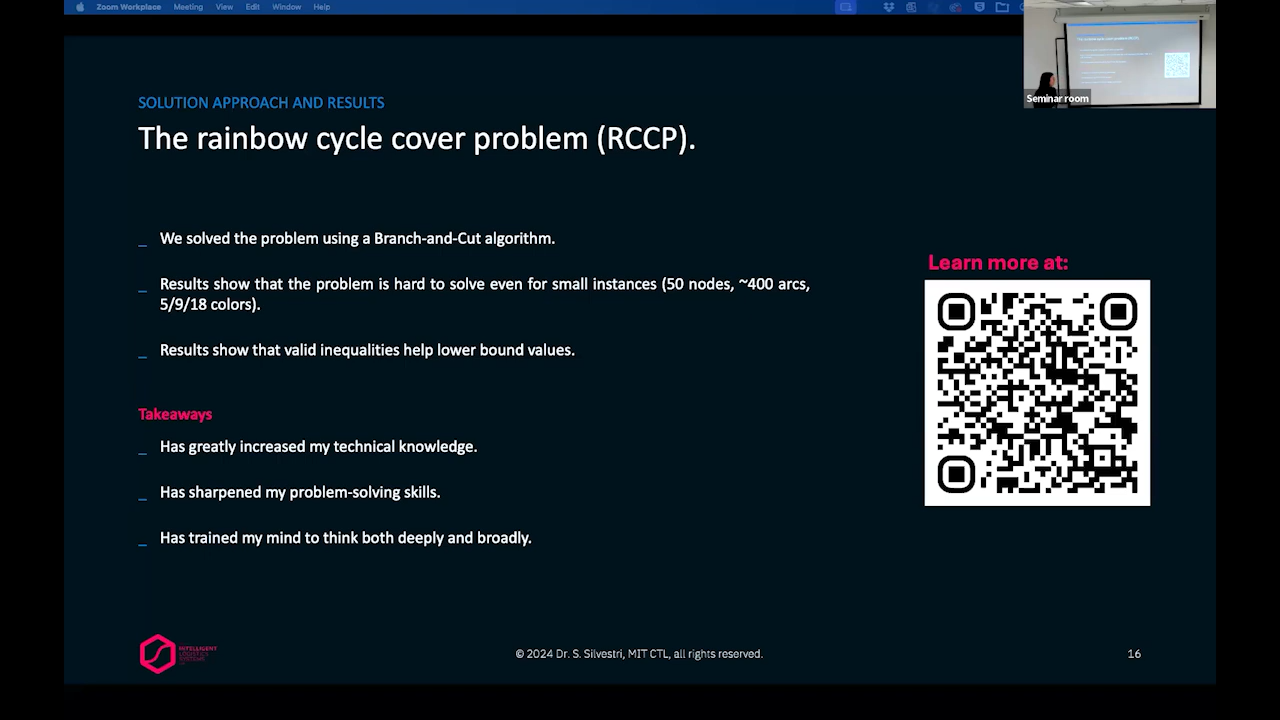 Zoom Workplace Meeting View Edit Window Help
Seminar room
SOLUTION APPROACH AND RESULTS
The rainbow cycle cover problem (RCCP).
_ We solved the problem using a Branch-and-Cut algorithm.
_ Results show that the problem is hard to solve even for small instances (50 nodes, ~400 arcs,
5/9/18 colors).
_ Results show that valid inequalities help lower bound values.
Learn more at:
Takeaways
_ Has greatly increased my technical knowledge.
_ Has sharpened my problem-solving skills.
_ Has trained my mind to think both deeply and broadly.
INTELLIGENT
LOGISTICS
SYSTEMS
© 2024 Dr. S. Silvestri, MIT CTL, all rights reserved.
16